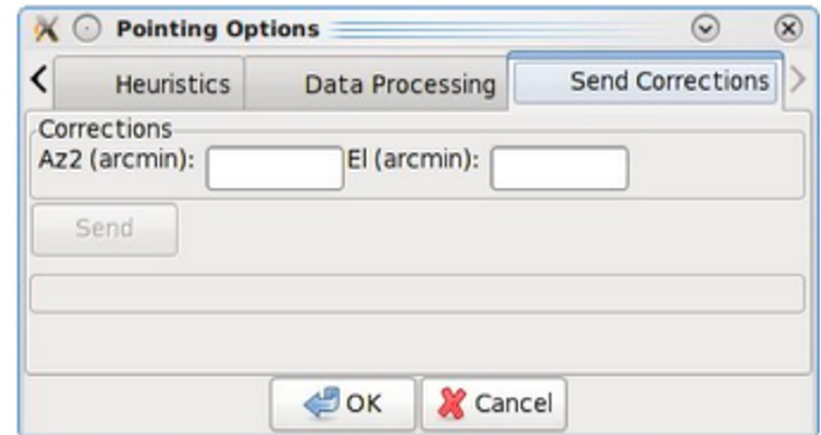 Pointing Options
Heuristics Data Processing Send Corrections
Corrections
Az2 (arcmin): El (arcmin):
Send
OK Cancel